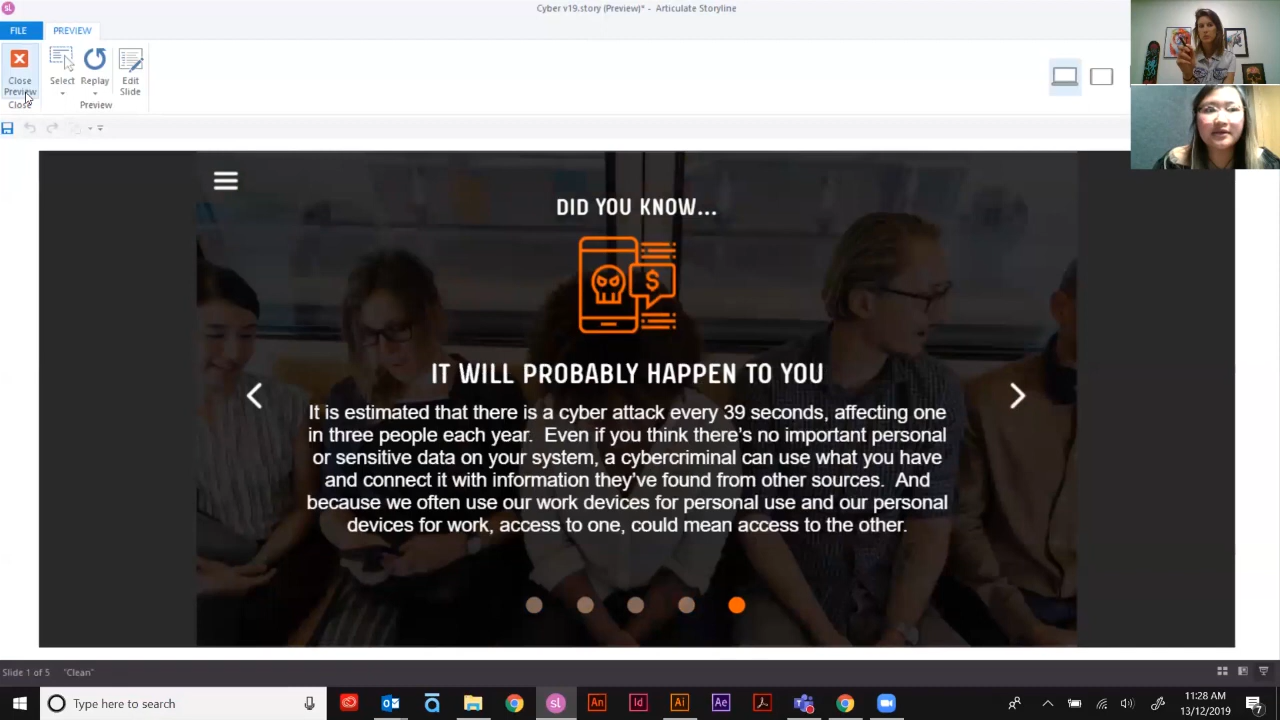 Cyber v19.story (Preview)* - Articulate Storyline
FILE
PREVIEW
Close Preview
Select
Replay
Edit Slide
Close
Preview
DID YOU KNOW...
$
IT WILL PROBABLY HAPPEN TO YOU
It is estimated that there is a cyber attack every 39 seconds, affecting one
in three people each year. Even if you think there's no important personal
or sensitive data on your system, a cybercriminal can use what you have
and connect it with information they've found from other sources. And
because we often use our work devices for personal use and our personal
devices for work, access to one, could mean access to the other.
Slide 1 of 5 "Clean"
Type here to search
An
Id
Ai
Ae
sl
11:28 AM
13/12/2019
7